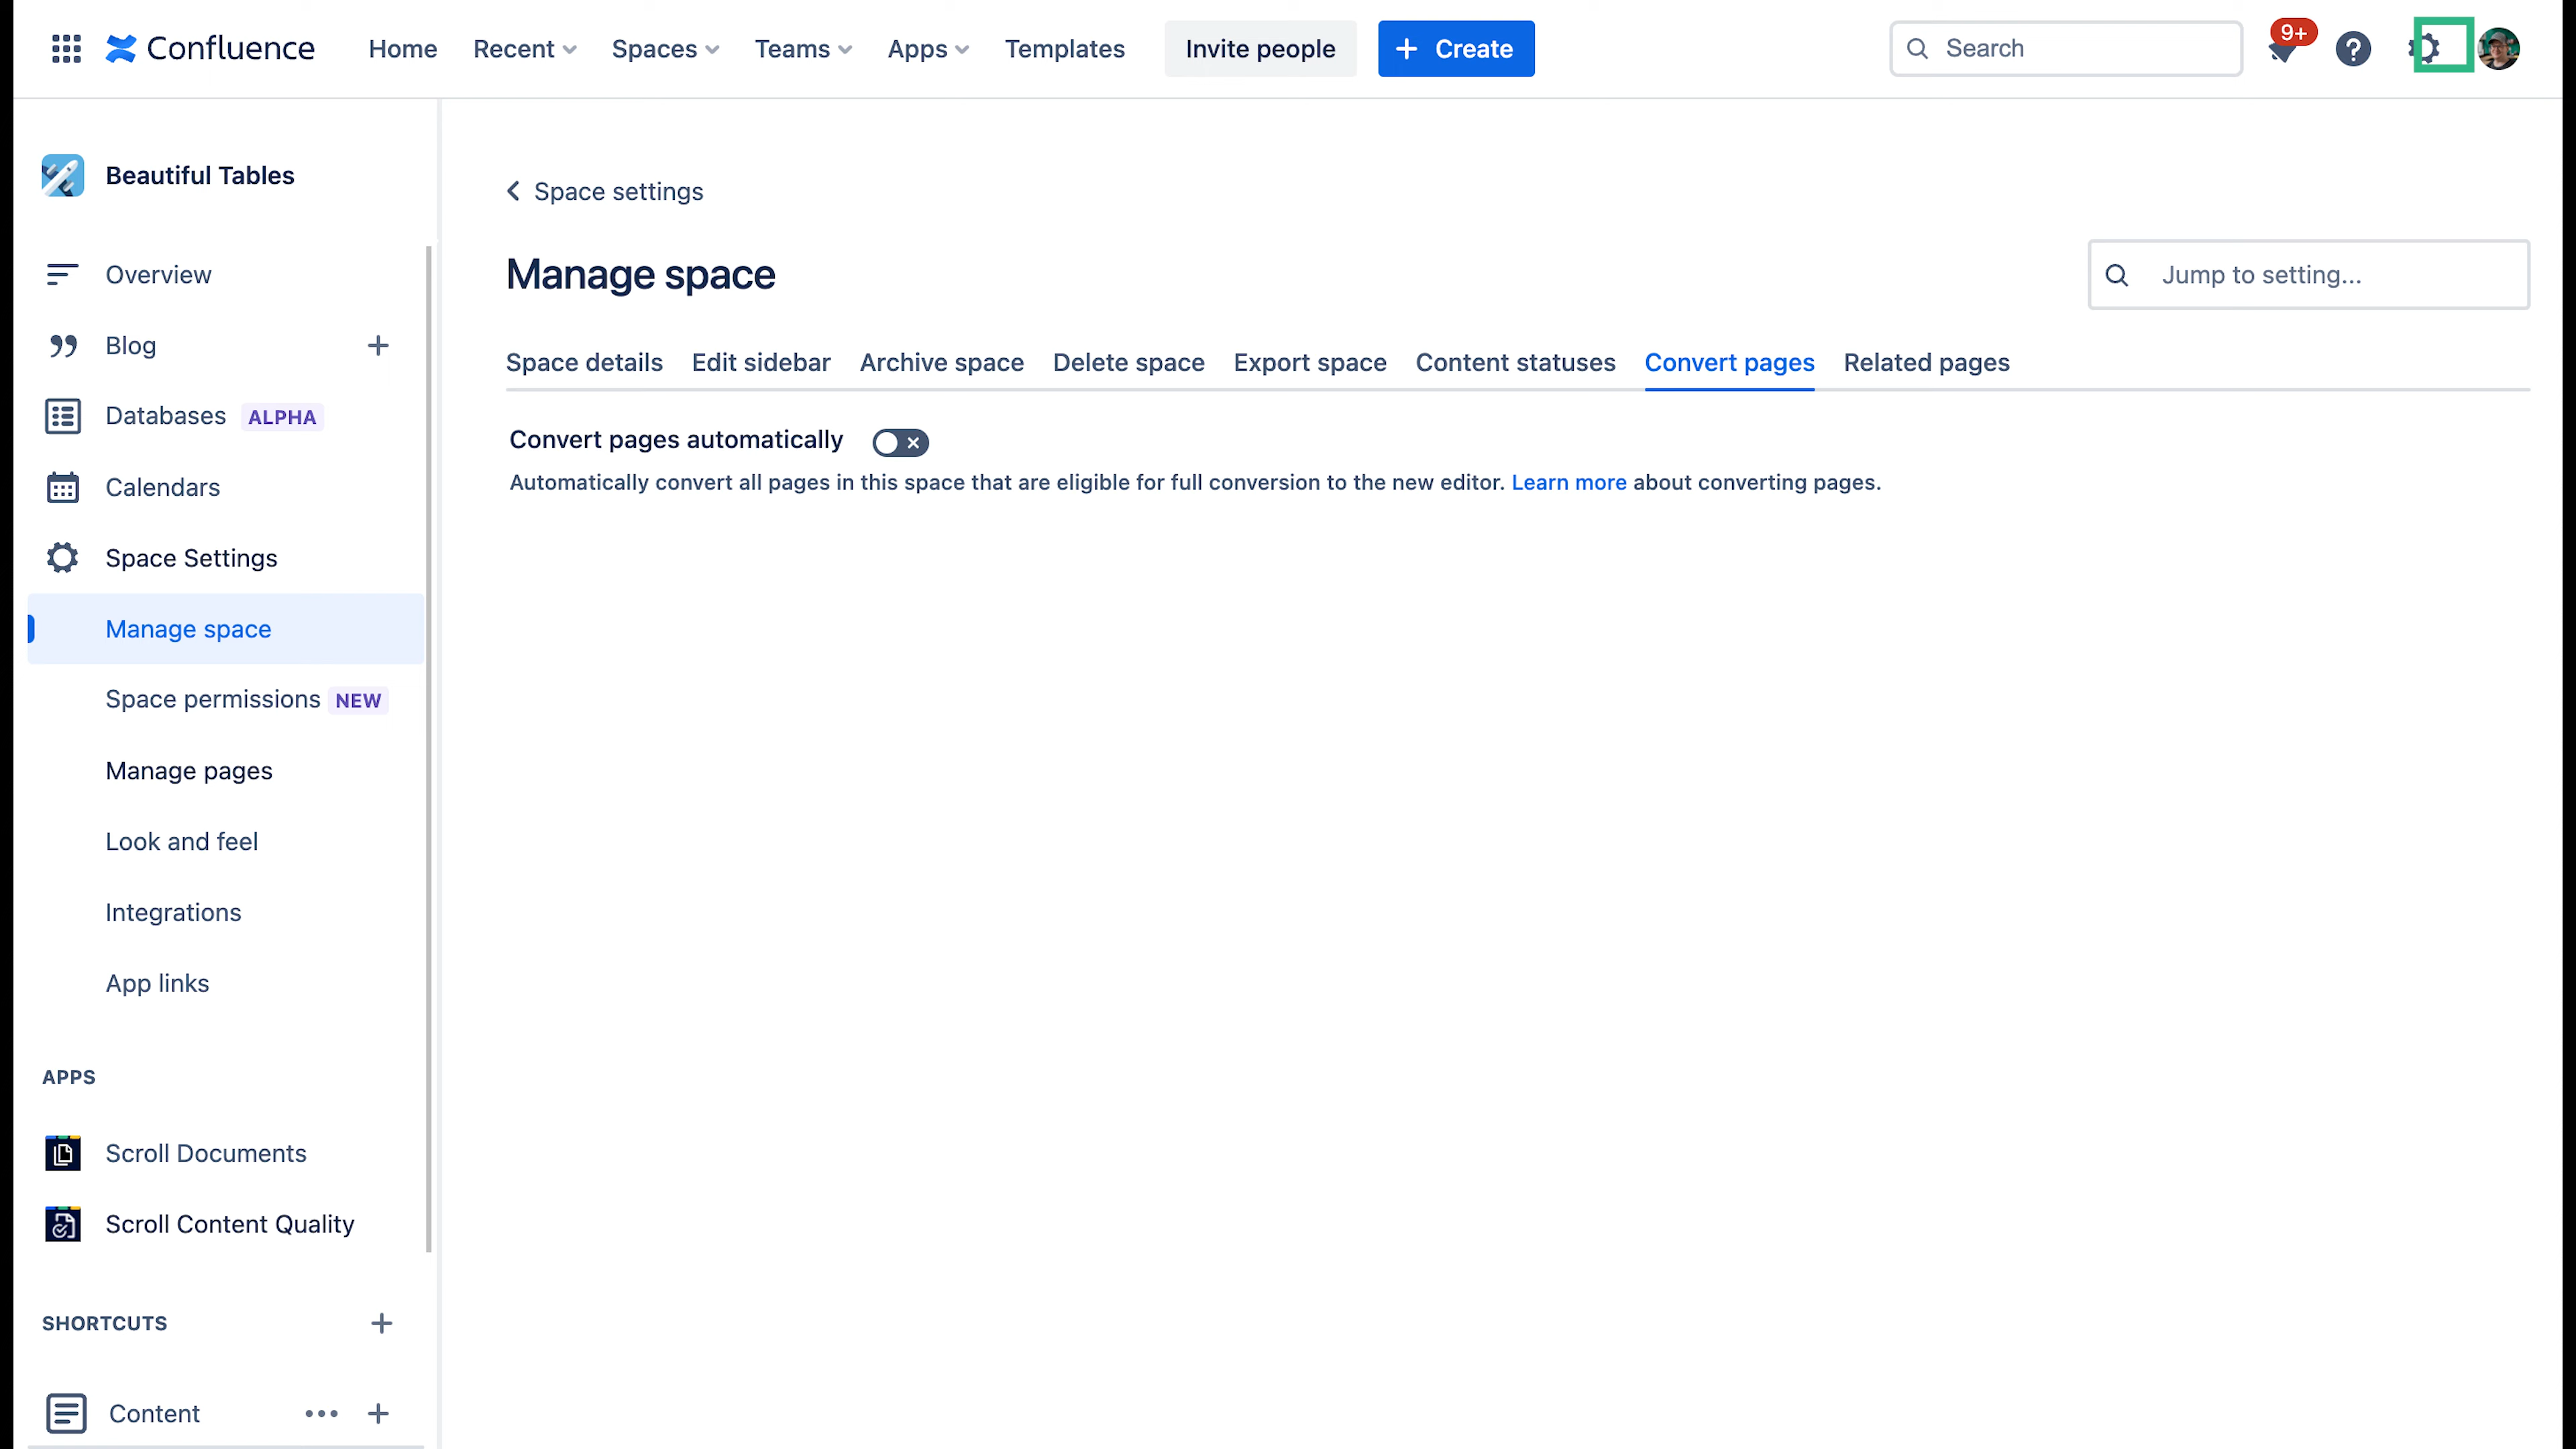 Confluence Home Recent Spaces Teams Apps Templates Invite people + Create Search 9+ ?
Beautiful Tables
Overview
Blog +
Databases ALPHA
Calendars
Space Settings
Manage space
Space permissions NEW
Manage pages
Look and feel
Integrations
App links
APPS
Scroll Documents
Scroll Content Quality
SHORTCUTS +
Content ••• +
Space settings
Manage space
Jump to setting...
Space details Edit sidebar Archive space Delete space Export space Content statuses Convert pages Related pages
Convert pages automatically
Automatically convert all pages in this space that are eligible for full conversion to the new editor. Learn more about converting pages.